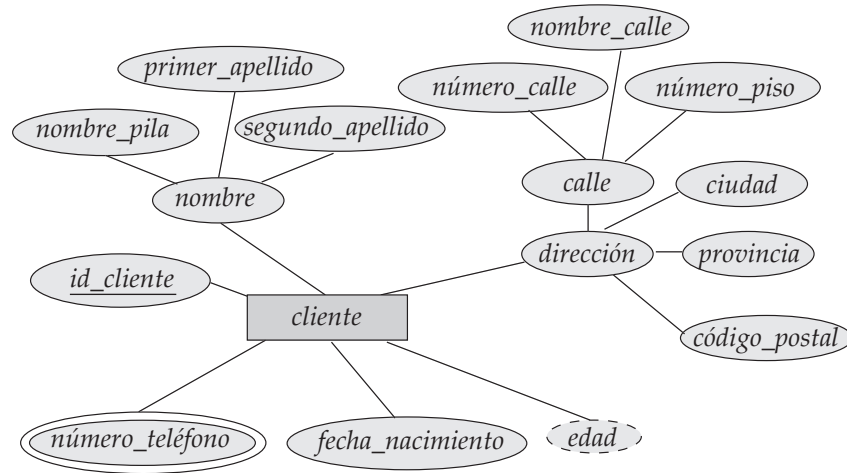 nombre_calle
primer_apellido
número_calle
número_piso
nombre_pila
segundo_apellido
calle
ciudad
nombre
dirección
provincia
id_cliente
cliente
código_postal
número_teléfono
fecha_nacimiento
edad